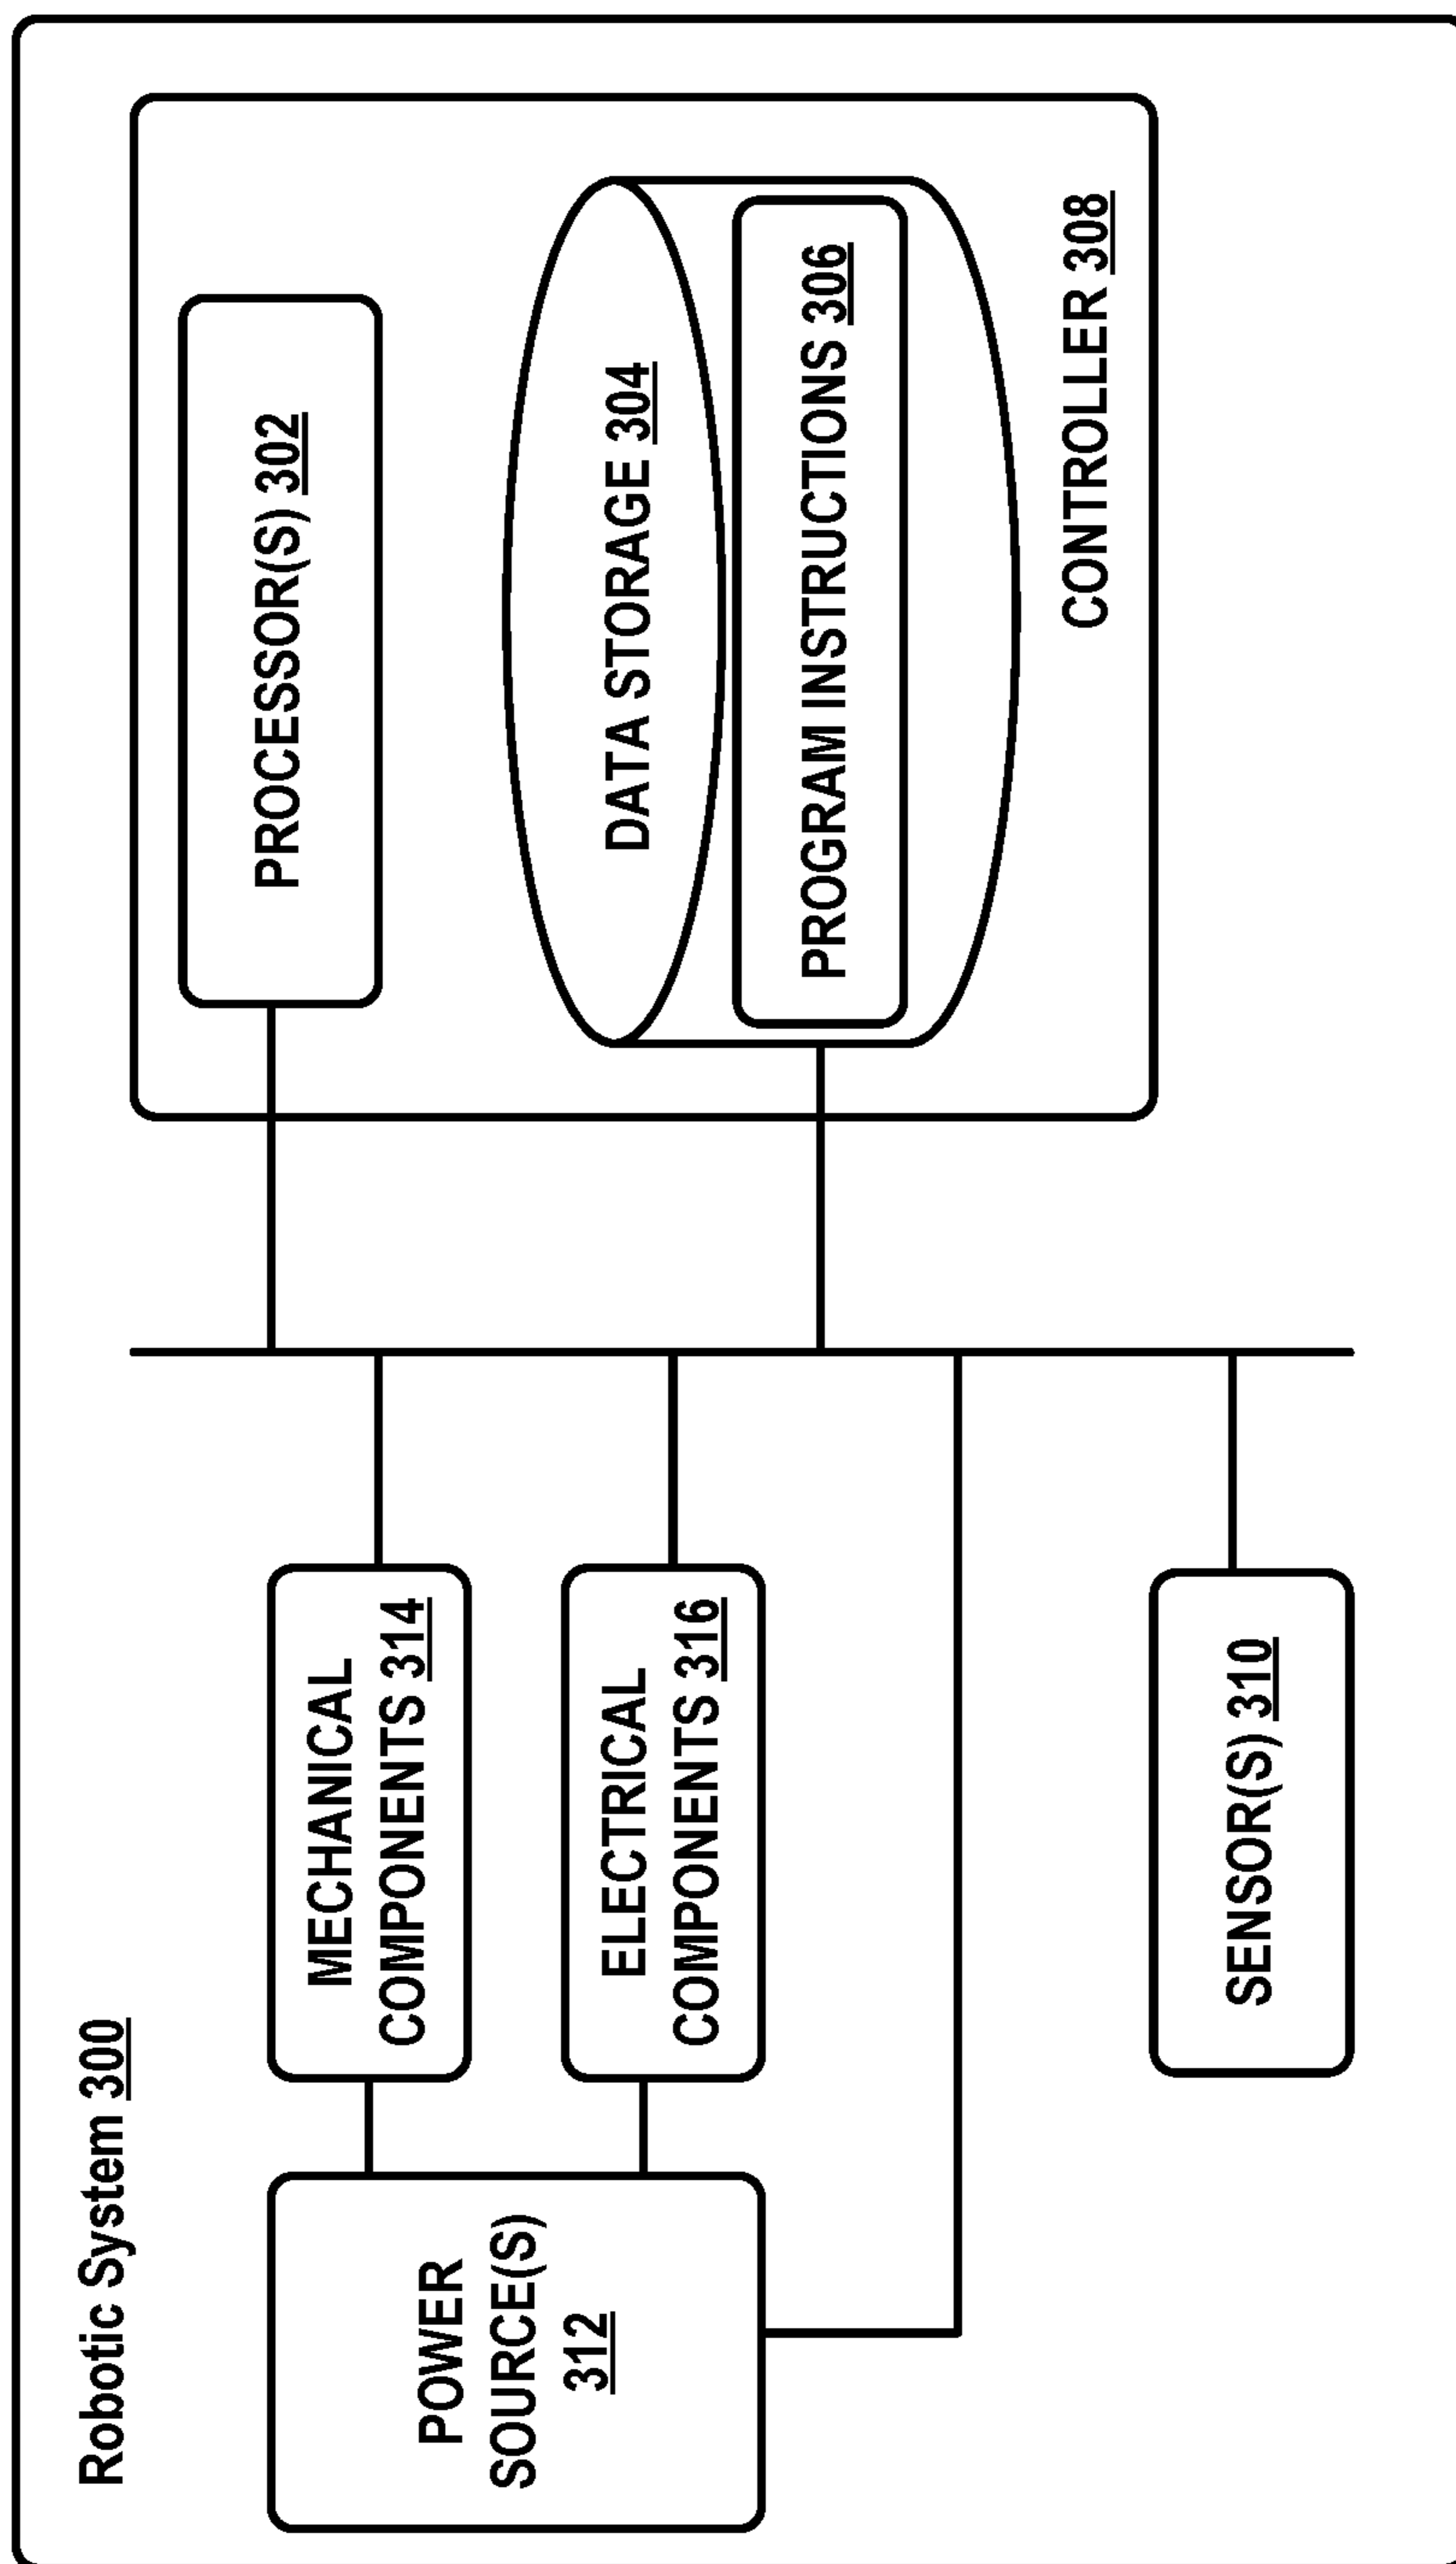 Robotic System 300
POWER
SOURCE(S)
312
MECHANICAL
COMPONENTS 314
ELECTRICAL
COMPONENTS 316
SENSOR(S) 310
PROCESSOR(S) 302
DATA STORAGE 304
PROGRAM INSTRUCTIONS 306
CONTROLLER 308